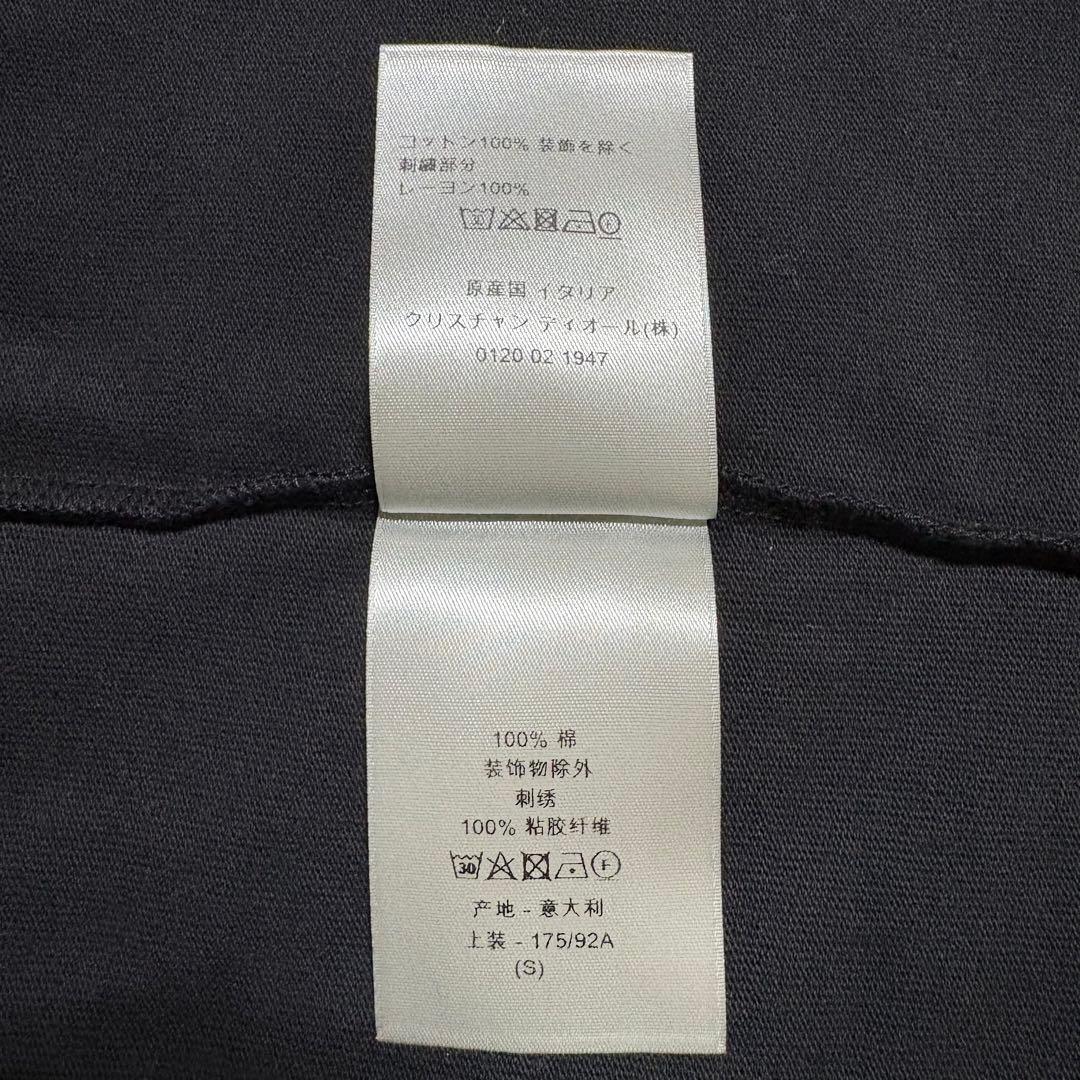 コットン100% 装飾を除く
刺繍部分
レーヨン100%
原産国 イタリア
クリスチャン ディオール(株)
0120 02 1947
100% 棉
装饰物除外
刺绣
100% 粘胶纤维
30 F
产地 - 意大利
上装 - 175/92A
(S)